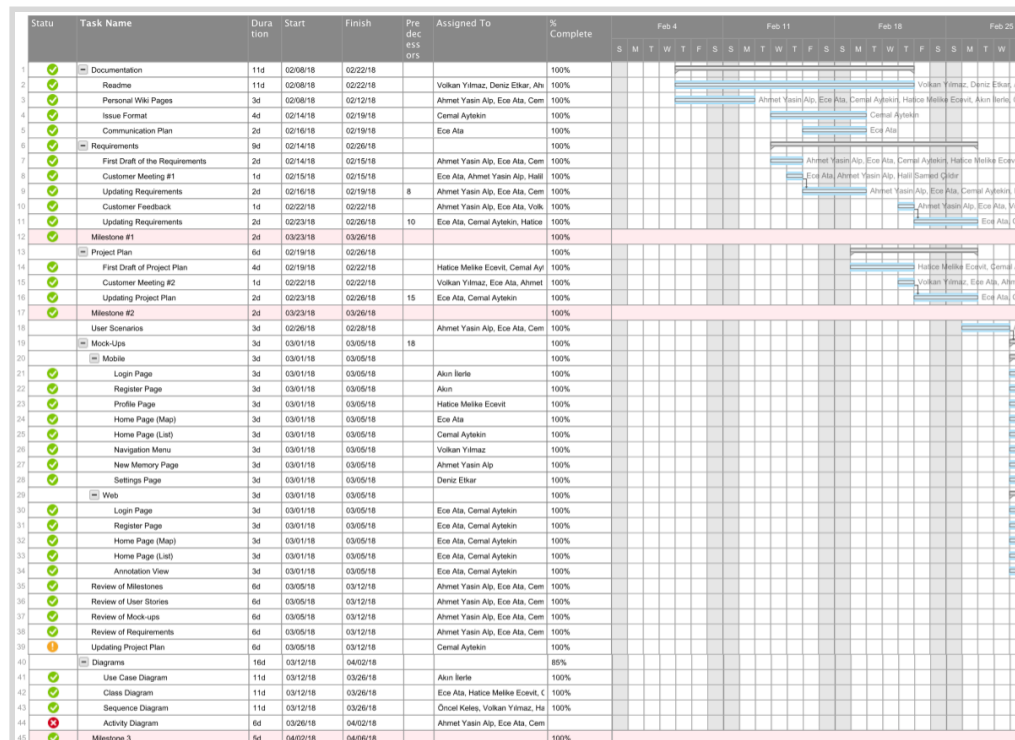 Statu Task Name Dura tion Start Finish Pre dec ess ors Assigned To % Complete Feb 4 Feb 11 Feb 18 Feb 25
S M T W T F S S M T W T F S S M T W T F S S M T W
1 Documentation 11d 02/08/18 02/22/18 100%
2 Readme 11d 02/08/18 02/22/18 Volkan Yılmaz, Deniz Etkar, Ah 100% Volkan Yılmaz, Deniz Etkar,
3 Personal Wiki Pages 3d 02/08/18 02/12/18 Ahmet Yasin Alp, Ece Ata, Cem 100% Ahmet Yasin Alp, Ece Ata, Cemal Aytekin, Hatice Melike Ecevit, Akın İlerle,
4 Issue Format 4d 02/14/18 02/19/18 Cemal Aytekin 100% Cemal Aytekin
5 Communication Plan 2d 02/16/18 02/19/18 Ece Ata 100% Ece Ata
6 Requirements 9d 02/14/18 02/26/18 100%
7 First Draft of the Requirements 2d 02/14/18 02/15/18 Ahmet Yasin Alp, Ece Ata, Cem 100% Ahmet Yasin Alp, Ece Ata, Cemal Aytekin, Hatice Melike Ecev
8 Customer Meeting #1 1d 02/15/18 02/15/18 Ece Ata, Ahmet Yasin Alp, Halil 100% Ece Ata, Ahmet Yasin Alp, Halil Samed Çıldır
9 Updating Requirements 2d 02/16/18 02/19/18 8 Ahmet Yasin Alp, Ece Ata, Cem 100% Ahmet Yasin Alp, Ece Ata, Cemal Aytekin,
10 Customer Feedback 1d 02/22/18 02/22/18 Ahmet Yasin Alp, Ece Ata, Volk 100% Ahmet Yasin Alp, Ece Ata, V
11 Updating Requirements 2d 02/23/18 02/26/18 10 Ece Ata, Cemal Aytekin, Hatice 100% Ece Ata,
12 Milestone #1 2d 03/23/18 03/26/18 100%
13 Project Plan 6d 02/19/18 02/26/18 100%
14 First Draft of Project Plan 4d 02/19/18 02/22/18 Hatice Melike Ecevit, Cemal Ayt 100% Hatice Melike Ecevit, Cemal
15 Customer Meeting #2 1d 02/22/18 02/22/18 Volkan Yılmaz, Ece Ata, Ahmet 100% Volkan Yılmaz, Ece Ata, Ahm
16 Updating Project Plan 2d 02/23/18 02/26/18 15 Ece Ata, Cemal Aytekin 100% Ece Ata,
17 Milestone #2 2d 03/23/18 03/26/18 100%
18 User Scenarios 3d 02/26/18 02/28/18 Ahmet Yasin Alp, Ece Ata, Cem 100%
19 Mock-Ups 3d 03/01/18 03/05/18 18 100%
20 Mobile 3d 03/01/18 03/05/18 100%
21 Login Page 3d 03/01/18 03/05/18 Akın İlerle 100%
22 Register Page 3d 03/01/18 03/05/18 Akın 100%
23 Profile Page 3d 03/01/18 03/05/18 Hatice Melike Ecevit 100%
24 Home Page (Map) 3d 03/01/18 03/05/18 Ece Ata 100%
25 Home Page (List) 3d 03/01/18 03/05/18 Cemal Aytekin 100%
26 Navigation Menu 3d 03/01/18 03/05/18 Volkan Yılmaz 100%
27 New Memory Page 3d 03/01/18 03/05/18 Ahmet Yasin Alp 100%
28 Settings Page 3d 03/01/18 03/05/18 Deniz Etkar 100%
29 Web 3d 03/01/18 03/05/18 100%
30 Login Page 3d 03/01/18 03/05/18 Ece Ata, Cemal Aytekin 100%
31 Register Page 3d 03/01/18 03/05/18 Ece Ata, Cemal Aytekin 100%
32 Home Page (Map) 3d 03/01/18 03/05/18 Ece Ata, Cemal Aytekin 100%
33 Home Page (List) 3d 03/01/18 03/05/18 Ece Ata, Cemal Aytekin 100%
34 Annotation View 3d 03/01/18 03/05/18 Ece Ata, Cemal Aytekin 100%
35 Review of Milestones 6d 03/05/18 03/12/18 Ahmet Yasin Alp, Ece Ata, Cem 100%
36 Review of User Stories 6d 03/05/18 03/12/18 Ahmet Yasin Alp, Ece Ata, Cem 100%
37 Review of Mock-ups 6d 03/05/18 03/12/18 Ahmet Yasin Alp, Ece Ata, Cem 100%
38 Review of Requirements 6d 03/05/18 03/12/18 Ahmet Yasin Alp, Ece Ata, Cem 100%
39 Updating Project Plan 6d 03/05/18 03/12/18 Cemal Aytekin 100%
40 Diagrams 16d 03/12/18 04/02/18 85%
41 Use Case Diagram 11d 03/12/18 03/26/18 Akın İlerle 100%
42 Class Diagram 11d 03/12/18 03/26/18 Ece Ata, Hatice Melike Ecevit, C 100%
43 Sequence Diagram 11d 03/12/18 03/26/18 Öncel Keleş, Volkan Yılmaz, Ha 100%
44 Activity Diagram 6d 03/26/18 04/02/18 Ahmet Yasin Alp, Ece Ata, Cem
45 Milestone 3 5d 04/02/18 04/06/18 100%